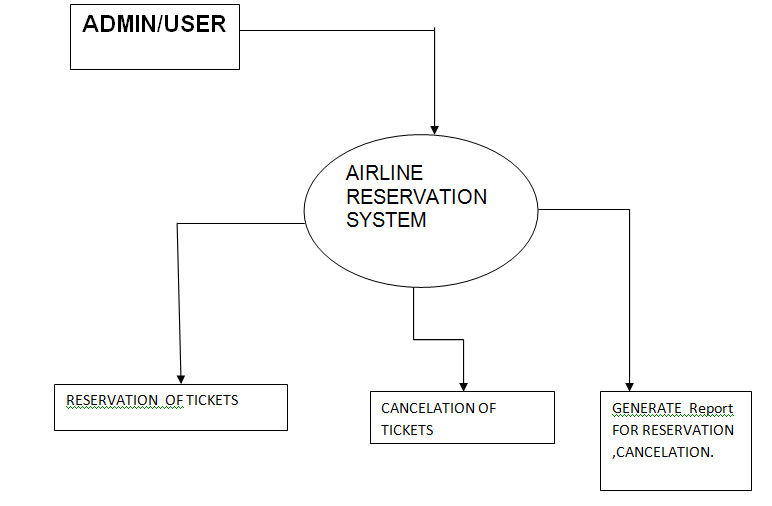 ADMIN/USER
AIRLINE
RESERVATION
SYSTEM
RESERVATION OF TICKETS
CANCELATION OF
TICKETS
GENERATE Report
FOR RESERVATION
,CANCELATION.